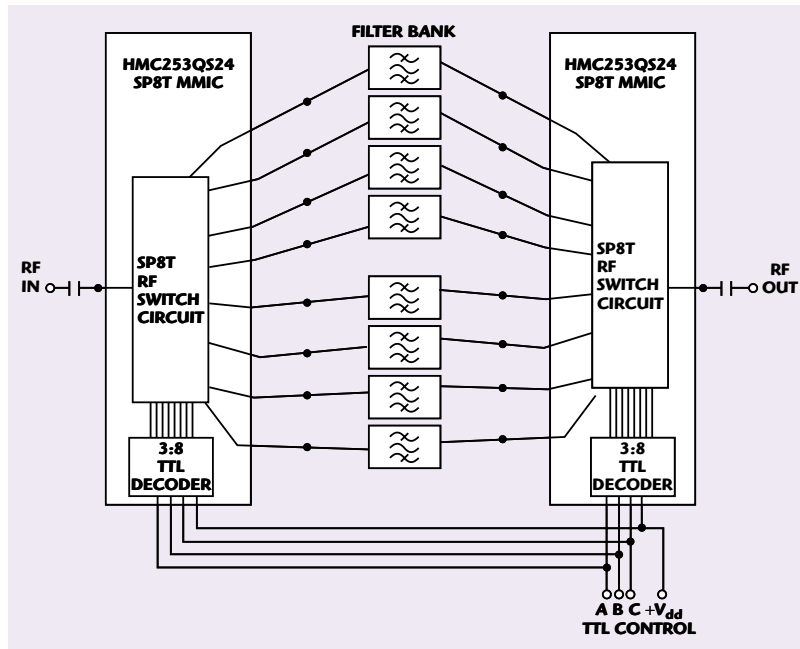 FILTER BANK
HMC253QS24
SP8T MMIC
HMC253QS24
SP8T MMIC
RF
IN
SP8T
RF
SWITCH
CIRCUIT
SP8T
RF
SWITCH
CIRCUIT
RF
OUT
3:8
TTL
DECODER
3:8
TTL
DECODER
A B C +Vdd
TTL CONTROL